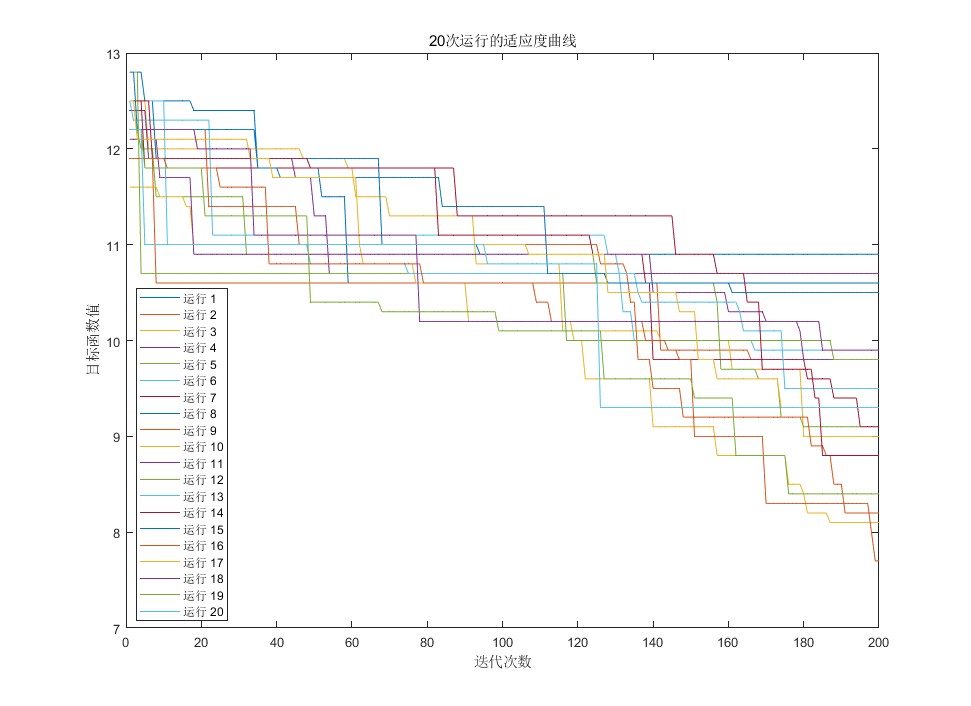 20次运行的适应度曲线
13
12
11
10
9
8
7
目标函数值
运行 1
运行 2
运行 3
运行 4
运行 5
运行 6
运行 7
运行 8
运行 9
运行 10
运行 11
运行 12
运行 13
运行 14
运行 15
运行 16
运行 17
运行 18
运行 19
运行 20
0 20 40 60 80 100 120 140 160 180 200
迭代次数